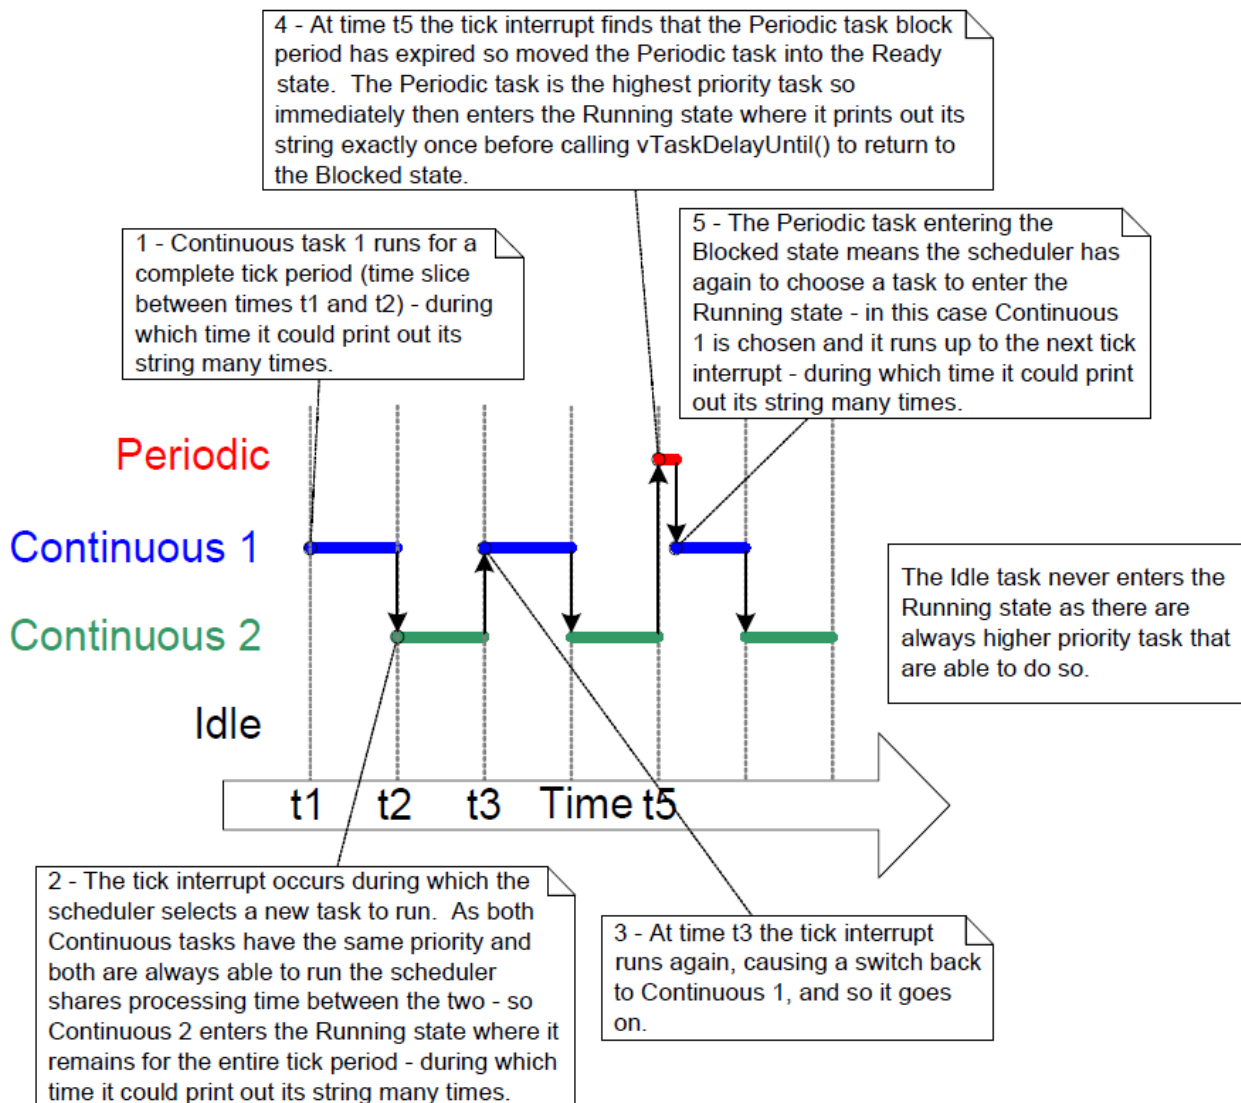 4 - At time t5 the tick interrupt finds that the Periodic task block
period has expired so moved the Periodic task into the Ready
state.  The Periodic task is the highest priority task so
immediately then enters the Running state where it prints out its
string exactly once before calling vTaskDelayUntil() to return to
the Blocked state.
1 - Continuous task 1 runs for a
complete tick period (time slice
between times t1 and t2) - during
which time it could print out its
string many times.
5 - The Periodic task entering the
Blocked state means the scheduler has
again to choose a task to enter the
Running state - in this case Continuous
1 is chosen and it runs up to the next tick
interrupt - during which time it could print
out its string many times.
Periodic
Continuous 1
Continuous 2
Idle
The Idle task never enters the
Running state as there are
always higher priority task that
are able to do so.
t1 t2 t3 Time t5
2 - The tick interrupt occurs during which the
scheduler selects a new task to run.  As both
Continuous tasks have the same priority and
both are always able to run the scheduler
shares processing time between the two - so
Continuous 2 enters the Running state where it
remains for the entire tick period - during which
time it could print out its string many times.
3 - At time t3 the tick interrupt
runs again, causing a switch back
to Continuous 1, and so it goes
on.